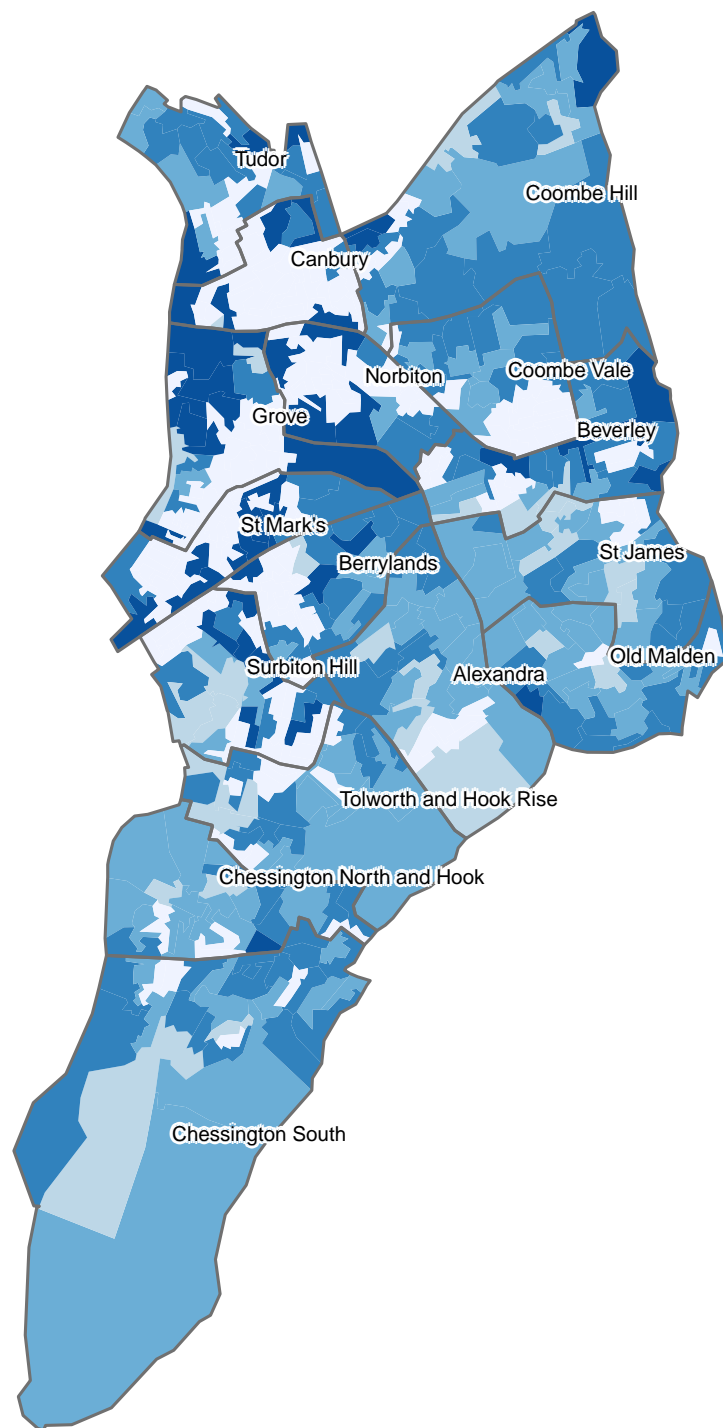 Tudor
Coombe Hill
Canbury
Coombe Vale
Norbiton
Grove
Beverley
St Mark's
St James
Berrylands
Old Malden
Surbiton Hill
Alexandra
Tolworth and Hook Rise
Chessington North and Hook
Chessington South